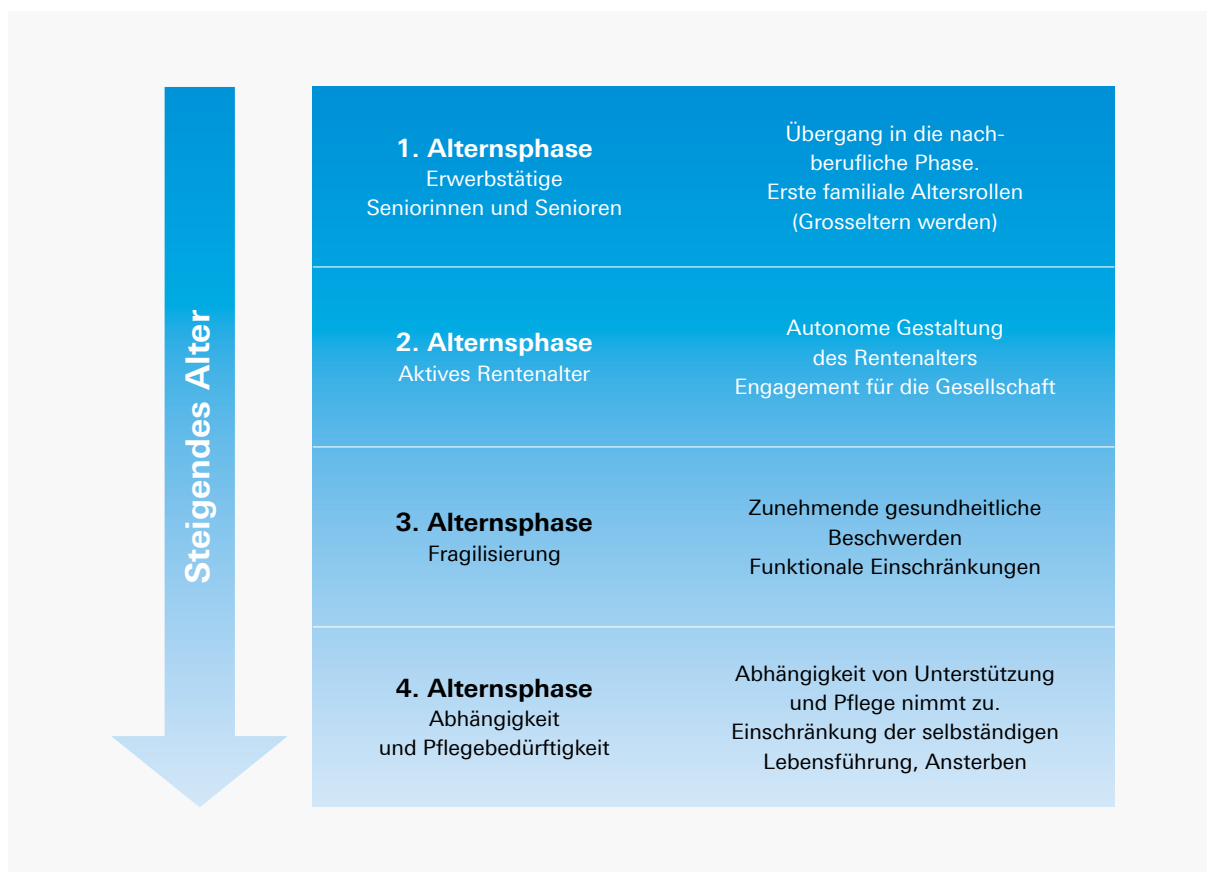 Steigendes Alter
1. Alternsphase
Erwerbstätige
Seniorinnen und Senioren
Übergang in die nach-
berufliche Phase.
Erste familiale Altersrollen
(Grosseltern werden)
2. Alternsphase
Aktives Rentenalter
Autonome Gestaltung
des Rentenalters
Engagement für die Gesellschaft
3. Alternsphase
Fragilisierung
Zunehmende gesundheitliche
Beschwerden
Funktionale Einschränkungen
4. Alternsphase
Abhängigkeit
und Pflegebedürftigkeit
Abhängigkeit von Unterstützung
und Pflege nimmt zu.
Einschränkung der selbständigen
Lebensführung, Ansterben